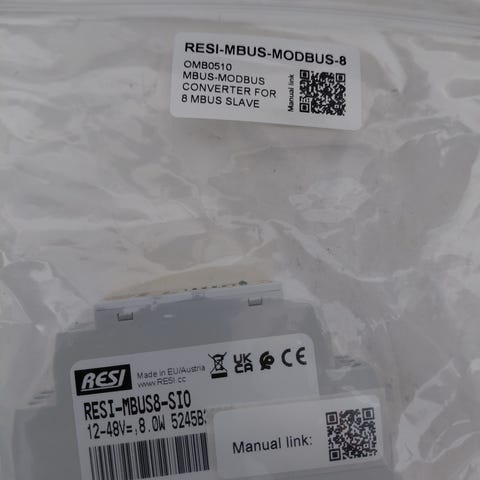 RESI-MBUS-MODBUS-8
OMB0510
MBUS-MODBUS
CONVERTER FOR
8 MBUS SLAVE
Manual link
RESI
Made in EU/Austria
www.RESI.cc
UK
CA
CE
RESI-MBUS8-SIO
12-48V=,8.0W 5245B
Manual link: